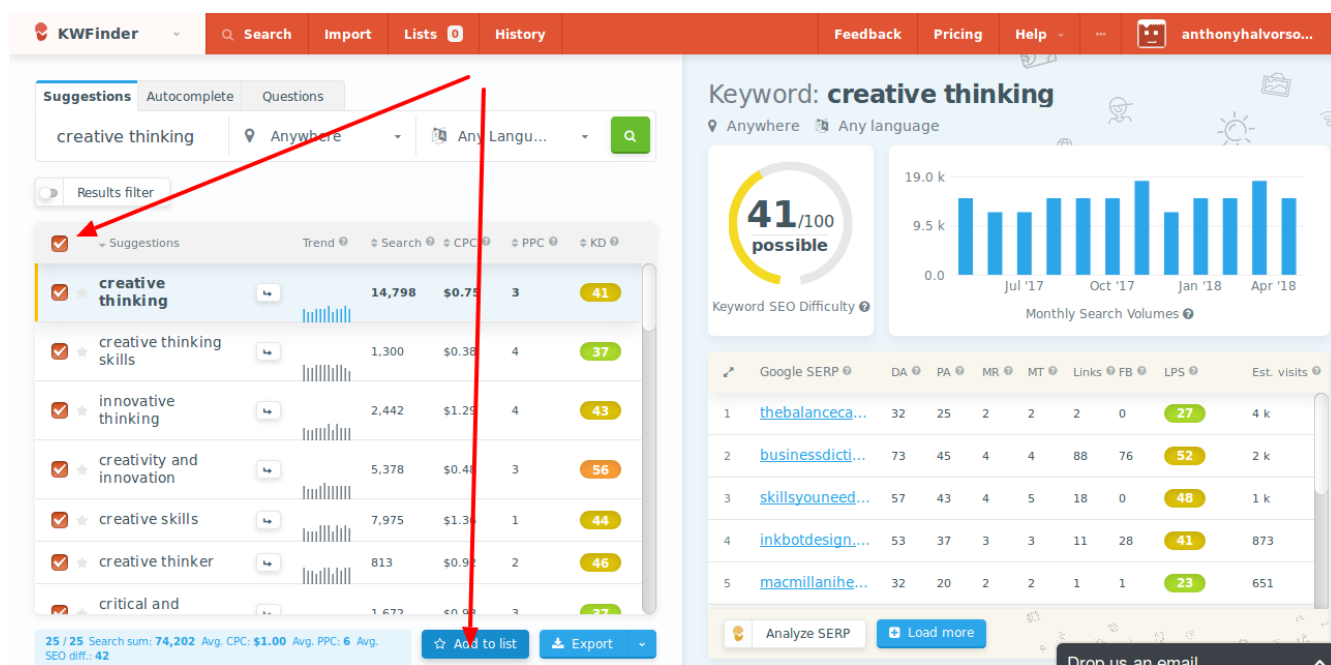 KWFinder
Search
Import
Lists 0
History
Feedback
Pricing
Help
anthonyhalvorso...
Suggestions Autocomplete Questions
creative thinking Anywhere Any Langu...
Results filter
Suggestions Trend Search CPC PPC KD
creative thinking 14,798 $0.75 3 41
creative thinking skills 1,300 $0.38 4 37
innovative thinking 2,442 $1.29 4 43
creativity and innovation 5,378 $0.48 3 56
creative skills 7,975 $1.36 1 44
creative thinker 813 $0.92 2 46
critical and 1,672 $0.93 3 37
25 / 25 Search sum: 74,202 Avg. CPC: $1.00 Avg. PPC: 6 Avg.
SEO diff.: 42
Add to list
Export
Keyword: creative thinking
Anywhere Any language
41/100
possible
Keyword SEO Difficulty
19.0 k
9.5 k
0.0
Jul '17 Oct '17 Jan '18 Apr '18
Monthly Search Volumes
Google SERP DA PA MR MT Links FB LPS Est. visits
1 thebalanceca... 32 25 2 2 2 0 27 4 k
2 businessdicti... 73 45 4 4 88 76 52 2 k
3 skillsyouneed... 57 43 4 5 18 0 48 1 k
4 inkbotdesign.... 53 37 3 3 11 28 41 873
5 macmillanihe... 32 20 2 2 1 1 23 651
Analyze SERP
Load more
Drop us an email